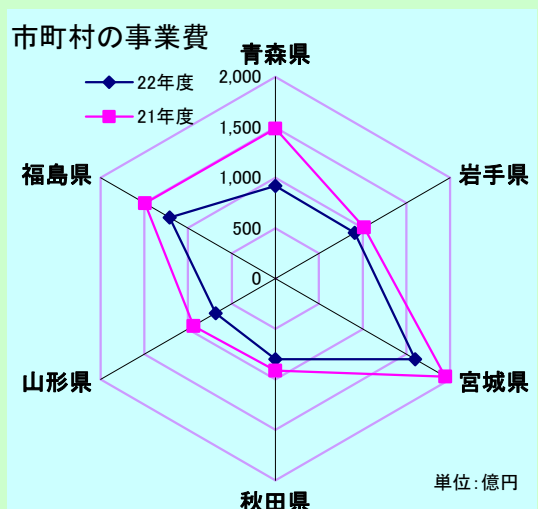 市町村の事業費
青森県
22年度
21年度
2,000
1,500
1,000
500
0
福島県
岩手県
山形県
宮城県
秋田県
単位:億円